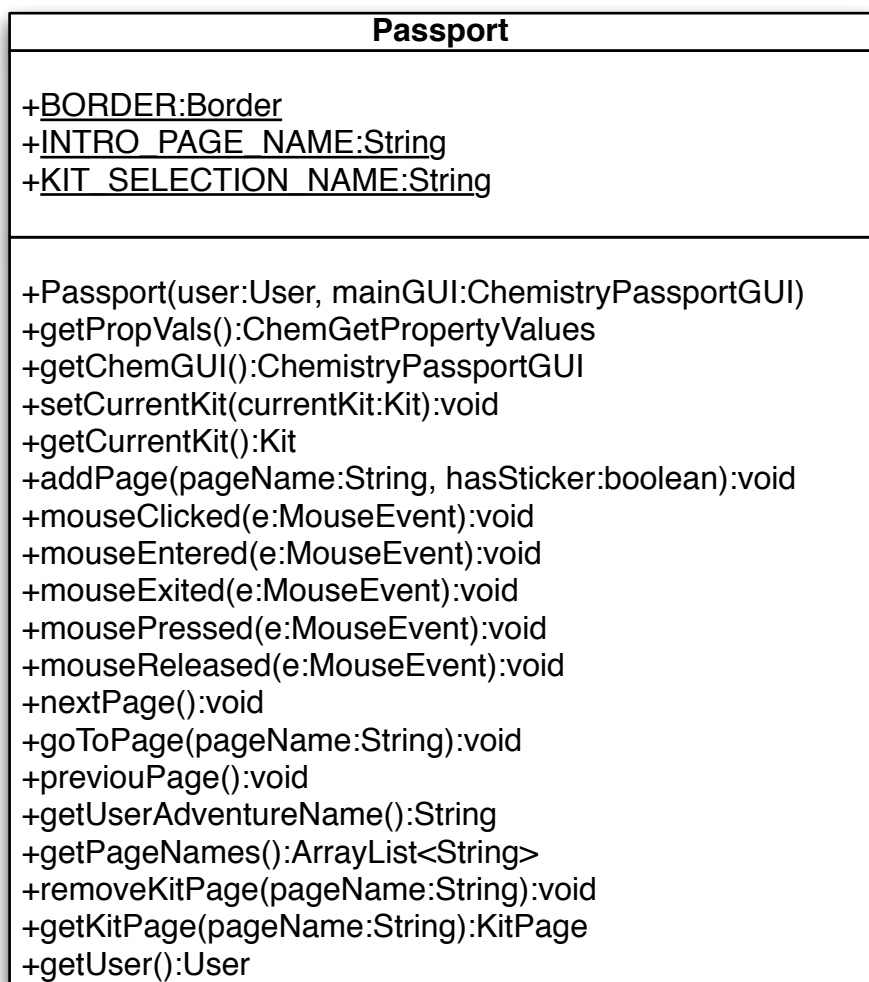 Passport
+BORDER:Border
+INTRO_PAGE_NAME:String
+KIT_SELECTION_NAME:String
+Passport(user:User, mainGUI:ChemistryPassportGUI)
+getPropVals():ChemGetPropertyValues
+getChemGUI():ChemistryPassportGUI
+setCurrentKit(currentKit:Kit):void
+getCurrentKit():Kit
+addPage(pageName:String, hasSticker:boolean):void
+mouseClicked(e:MouseEvent):void
+mouseEntered(e:MouseEvent):void
+mouseExited(e:MouseEvent):void
+mousePressed(e:MouseEvent):void
+mouseReleased(e:MouseEvent):void
+nextPage():void
+goToPage(pageName:String):void
+previouPage():void
+getUserAdventureName():String
+getPageNames():ArrayList<String>
+removeKitPage(pageName:String):void
+getKitPage(pageName:String):KitPage
+getUser():User